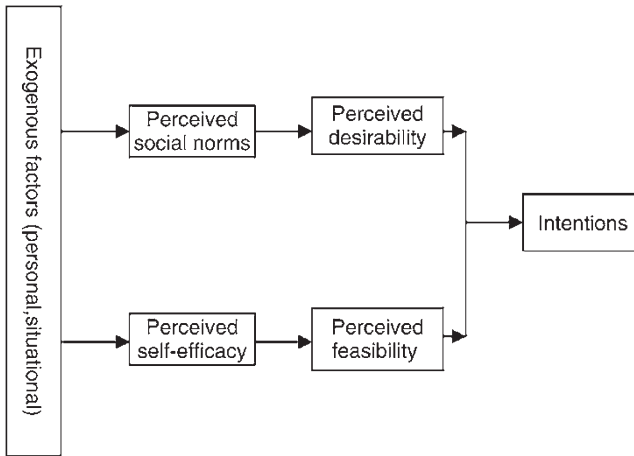 Exogenous factors (personal,situational)
Perceived
social norms
Perceived
desirability
Intentions
Perceived
self-efficacy
Perceived
feasibility